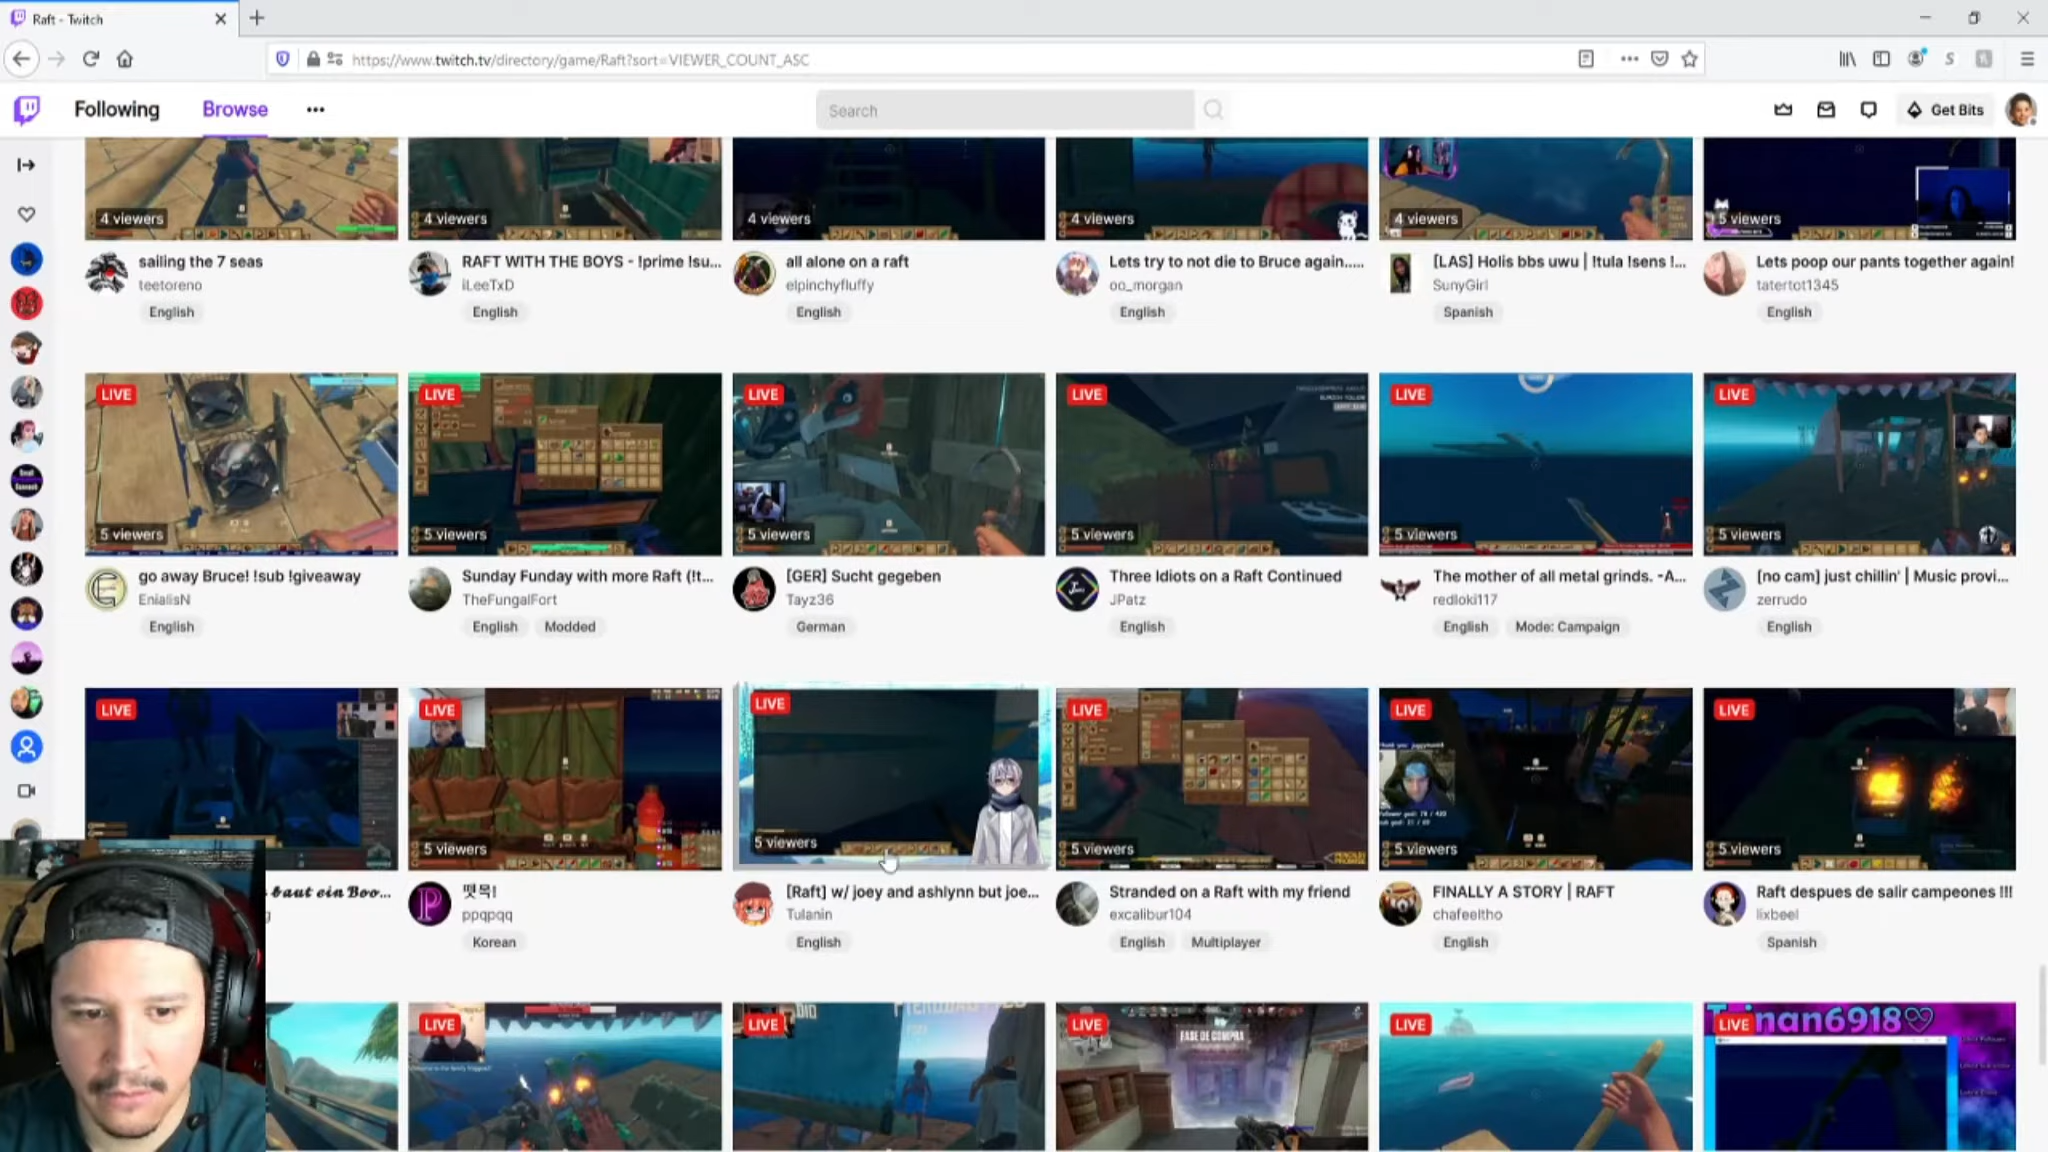 Raft - Twitch
https://www.twitch.tv/directory/game/Raft?sort=VIEWER_COUNT_ASC
Following
Browse
Search
Get Bits
4 viewers
4 viewers
4 viewers
4 viewers
4 viewers
5 viewers
sailing the 7 seas
teetoreno
English
RAFT WITH THE BOYS - !prime !su...
iLeeTxD
English
all alone on a raft
elpinchyfluffy
English
Lets try to not die to Bruce again.....
oo_morgan
English
[LAS] Holis bbs uwu | !tula !sens !...
SunyGirl
Spanish
Lets poop our pants together again!
tatertot1345
English
LIVE
5 viewers
LIVE
5 viewers
LIVE
5 viewers
LIVE
5 viewers
LIVE
5 viewers
LIVE
5 viewers
go away Bruce! !sub !giveaway
EnialisN
English
Sunday Funday with more Raft (!t...
TheFungalFort
English
Modded
[GER] Sucht gegeben
Tayz36
German
Three Idiots on a Raft Continued
JPatz
English
The mother of all metal grinds. -A...
redloki117
English
Mode: Campaign
[no cam] just chillin' | Music provi...
zerrudo
English
LIVE
LIVE
5 viewers
LIVE
5 viewers
LIVE
5 viewers
LIVE
5 viewers
LIVE
5 viewers
baut ein Boo...
뗏목!
ppqpqq
Korean
[Raft] w/ joey and ashlynn but joe...
Tulanin
English
Stranded on a Raft with my friend
excalibur104
English
Multiplayer
FINALLY A STORY | RAFT
chafeeltho
English
Raft despues de salir campeones !!!
lixbeel
Spanish
LIVE
LIVE
LIVE
FASE DE COMPRA
LIVE
LIVE
nan6918